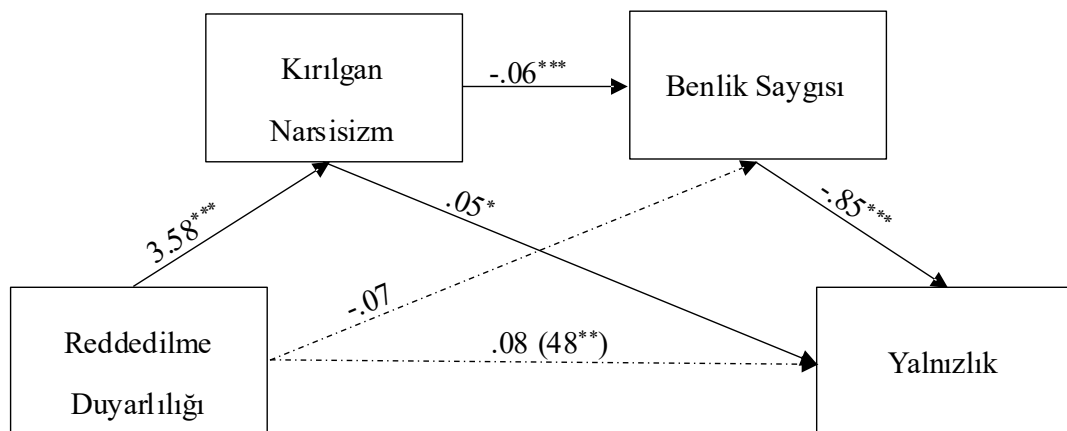 Kırılgan
Narsisizm
-.06***
Benlik Saygısı
3.58***
.05*
-.85***
-.07
.08 (48**)
Reddedilme
Duyarlılığı
Yalnızlık